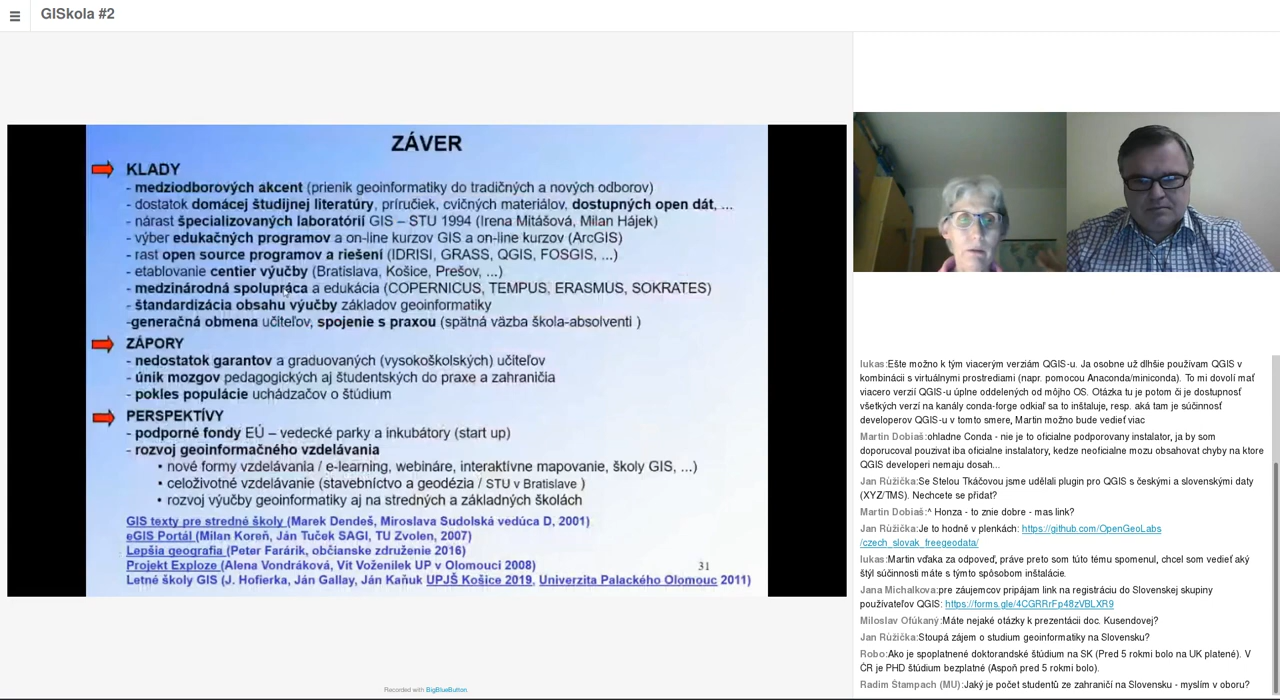 GISkola #2
ZÁVER
KLADY
- medziodborových akcent (prienik geoinformatiky do tradičných a nových odborov)
- dostatok domácej študijnej literatúry, príručiek, cvičných materiálov, dostupných open dát, ...
- nárast špecializovaných laboratórií GIS – STU 1994 (Irena Mitášová, Milan Hájek)
- výber edukačných programov a on-line kurzov GIS a on-line kurzov (ArcGIS)
- rast open source programov a riešení (IDRISI, GRASS, QGIS, FOSGIS, ...)
- etablovanie centier výučby (Bratislava, Košice, Prešov, ...)
- medzinárodná spolupráca a edukácia (COPERNICUS, TEMPUS, ERASMUS, SOKRATES)
- štandardizácia obsahu výučby základov geoinformatiky
-generačná obmena učiteľov, spojenie s praxou (spätná väzba škola-absolventi )
ZÁPORY
- nedostatok garantov a graduovaných (vysokoškolských) učiteľov
- únik mozgov pedagogických aj študentských do praxe a zahraničia
- pokles populácie uchádzačov o štúdium
PERSPEKTÍVY
- podporné fondy EÚ – vedecké parky a inkubátory (start up)
- rozvoj geoinformačného vzdelávania
• nové formy vzdelávania / e-learning, webináre, interaktívne mapovanie, školy GIS, ...)
• celoživotné vzdelávanie (stavebníctvo a geodézia / STU v Bratislave )
• rozvoj výučby geoinformatiky aj na stredných a základných školách
GIS texty pre stredné školy (Marek Dendeš, Miroslava Sudolská vedúca D, 2001)
eGIS Portál (Milan Koreň, Ján Tuček SAGI, TU Zvolen, 2007)
Lepšia geografia (Peter Farárik, občianske združenie 2016)
Projekt Exploze (Alena Vondráková, Vít Voženilek UP v Olomouci 2008)
31
Letné školy GIS (J. Hofierka, Ján Gallay, Ján Kaňuk UPJŠ Košice 2019, Univerzita Palackého Olomouc 2011)
Recorded with BigBlueButton.
lukas:Ešte možno k tým viacerým verziám QGIS-u. Ja osobne už dlhšie používam QGIS v
kombinácii s virtuálnymi prostrediami (napr. pomocou Anaconda/miniconda). To mi dovolí mať
viacero verzií QGIS-u úplne oddelených od môjho OS. Otázka tu je potom či je dostupnosť
všetkých verzí na kanály conda-forge odkiaľ sa to inštaluje, resp. aká tam je súčinnosť
developerov QGIS-u v tomto smere, Martin možno bude vedieť viac
Martin Dobiaš:ohladne Conda - nie je to oficialne podporovany instalator, ja by som
doporucoval pouzivat iba oficialne instalatory, kedze neoficialne mozu obsahovat chyby na ktore
QGIS developeri nemaju dosah...
Jan Růžička:Se Stelou Tkáčovou jsme udělali plugin pro QGIS s českými a slovenskými daty
(XYZ/TMS). Nechcete se přidat?
Martin Dobiaš:^ Honza - to znie dobre - mas link?
Jan Růžička:Je to hodně v plenkách: https://github.com/OpenGeoLabs
/czech_slovak_freegeodata/
lukas:Martin vďaka za odpoveď, práve preto som túto tému spomenul, chcel som vedieť aký
štýl súčinnosti máte s týmto spôsobom inštalácie.
Jana Michalkova:pre záujemcov pripájam link na registráciu do Slovenskej skupiny
používateľov QGIS: https://forms.gle/4CGRRrFp48zVBLXR9
Miloslav Ofúkaný:Máte nejaké otázky k prezentácii doc. Kusendovej?
Jan Růžička:Stoupá zájem o studium geoinformatiky na Slovensku?
Robo:Ako je spoplatnené doktorandské štúdium na SK (Pred 5 rokmi bolo na UK platené). V
ČR je PHD štúdium bezplatné (Aspoň pred 5 rokmi bolo).
Radim Štampach (MU):Jaký je počet studentů ze zahraničí na Slovensku - myslím v oboru?